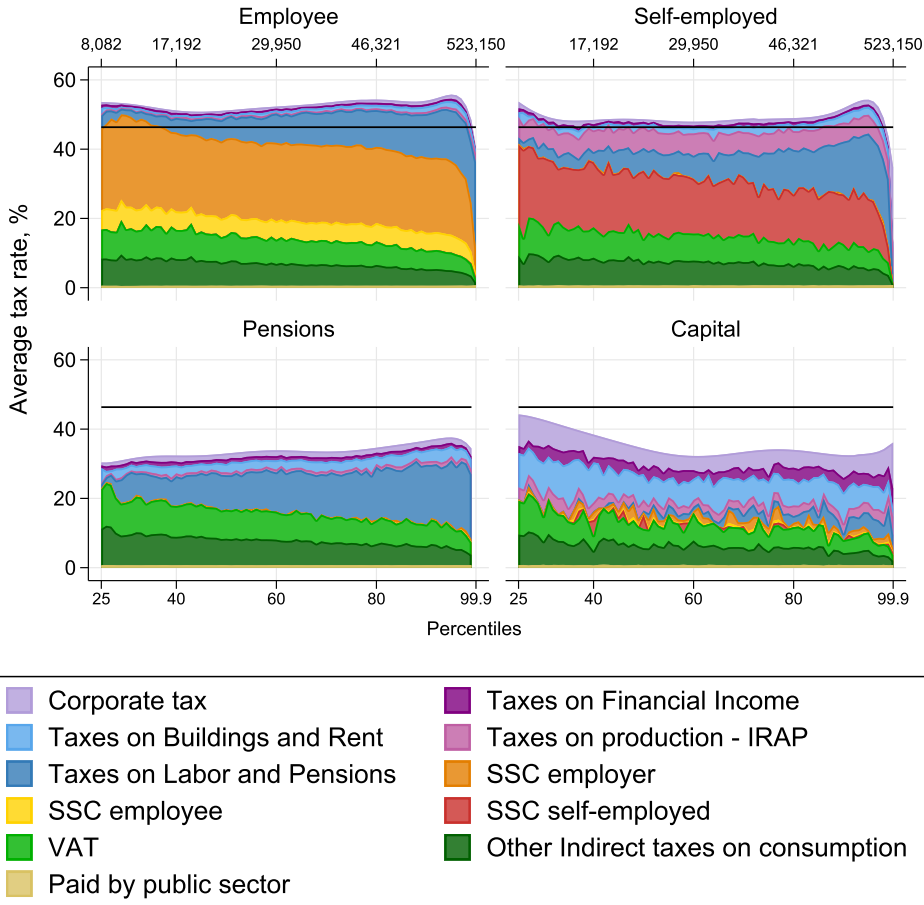 Employee
Self-employed
8,082 17,192 29,950 46,321 523,150
17,192 29,950 46,321 523,150
60
40
20
0
Average tax rate, %
Pensions
Capital
60
40
20
0
25 40 60 80 99.9
25 40 60 80 99.9
Percentiles
Corporate tax
Taxes on Financial Income
Taxes on Buildings and Rent
Taxes on production - IRAP
Taxes on Labor and Pensions
SSC employer
SSC employee
SSC self-employed
VAT
Other Indirect taxes on consumption
Paid by public sector